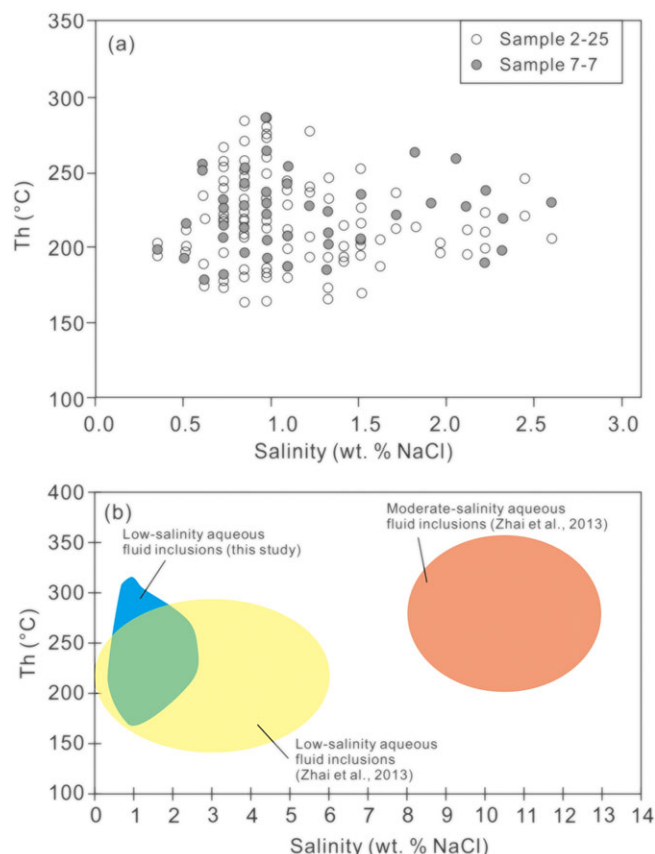 (a)
Sample 2-25
Sample 7-7
350
300
250
200
150
100
Th (°C)
0.0 0.5 1.0 1.5 2.0 2.5 3.0
Salinity (wt. % NaCl)
(b)
400
350
300
250
200
150
100
Th (°C)
Low-salinity aqueous
fluid inclusions (this study)
Moderate-salinity aqueous
fluid inclusions (Zhai et al., 2013)
Low-salinity aqueous
fluid inclusions
(Zhai et al., 2013)
0 1 2 3 4 5 6 7 8 9 10 11 12 13 14
Salinity (wt. % NaCl)